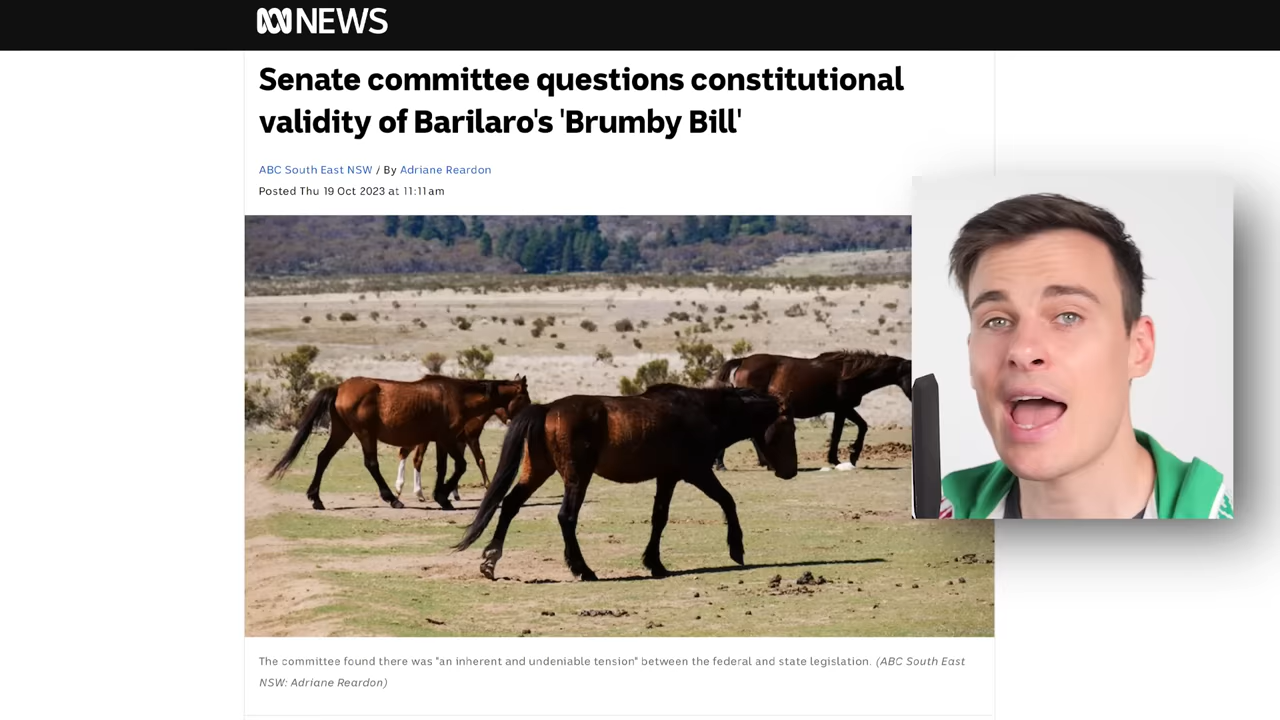 NEWS
Senate committee questions constitutional
validity of Barilaro's 'Brumby Bill'
ABC South East NSW / By Adriane Reardon
Posted Thu 19 Oct 2023 at 11:11am
The committee found there was "an inherent and undeniable tension" between the federal and state legislation. (ABC South East
NSW: Adriane Reardon)